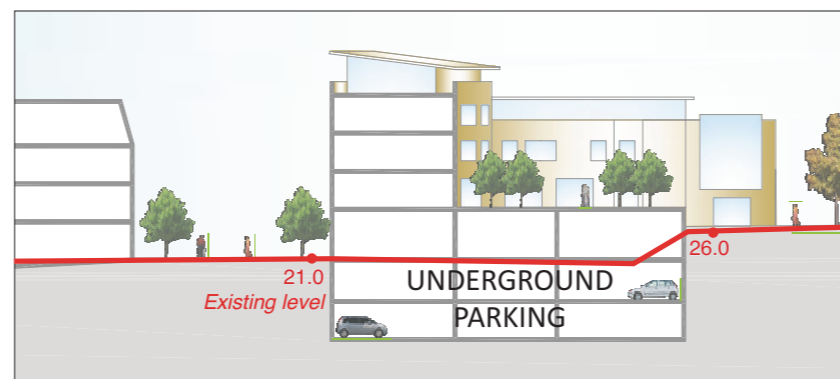 26.0
21.0
Existing level
UNDERGROUND
PARKING